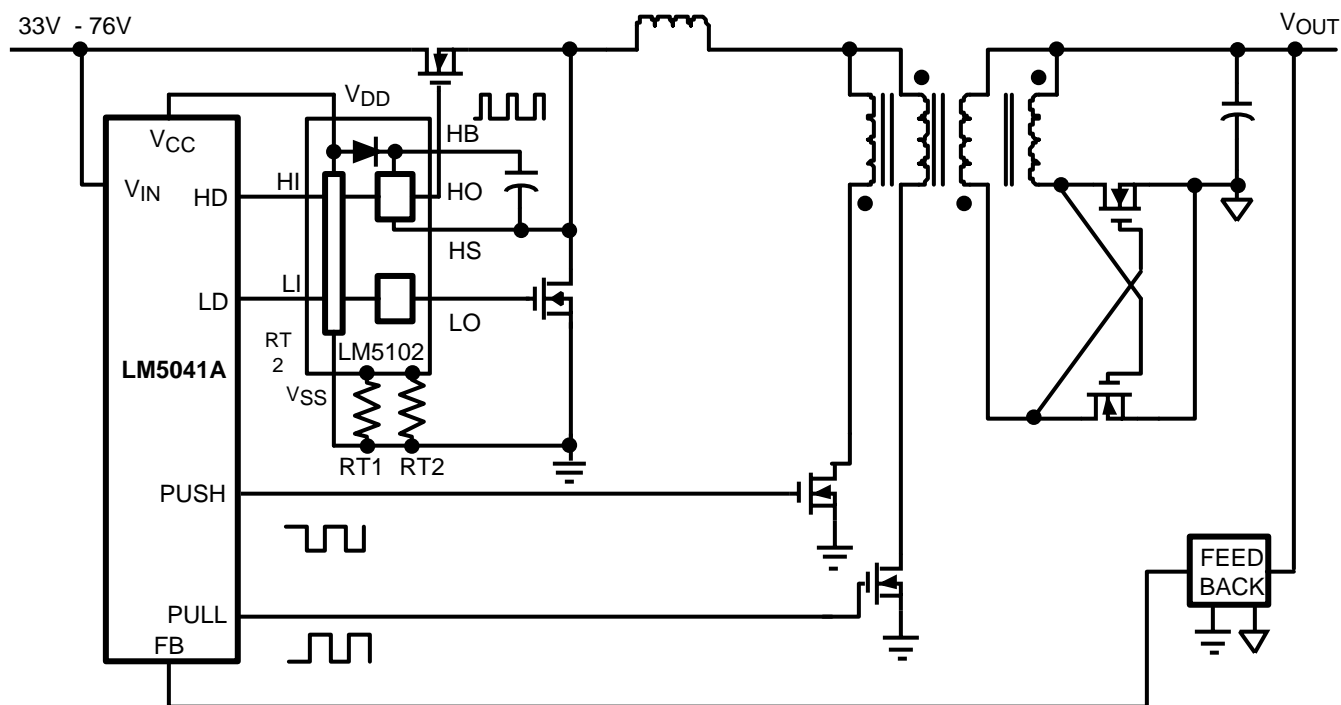 33V - 76V
VOUT
VDD
VCC
HB
VIN
HI
HD
HO
HS
LI
LD
LO
RT
2
LM5102
LM5041A
VSS
RT1
RT2
PUSH
FEED
BACK
PULL
FB